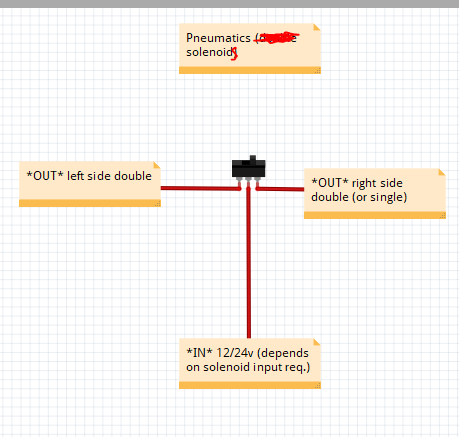 Pneumatics (
solenoid)
*OUT* left side double
*OUT* right side
double (or single)
*IN* 12/24v (depends
on solenoid input req.)